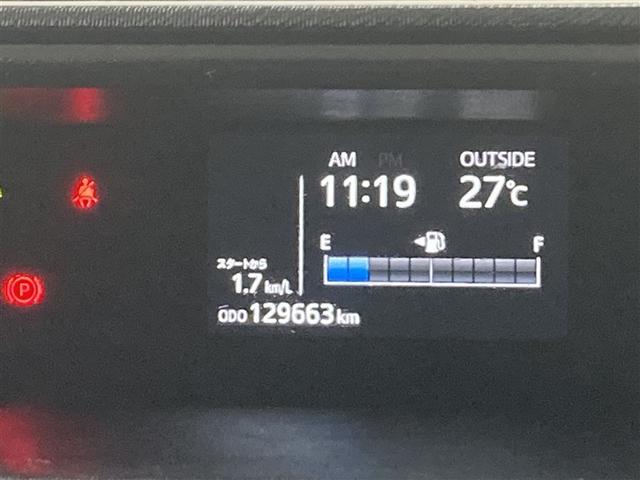 AM PM OUTSIDE
11:19 27℃
E F
スタートから
1.7 km/L
ODO 129663 km
P